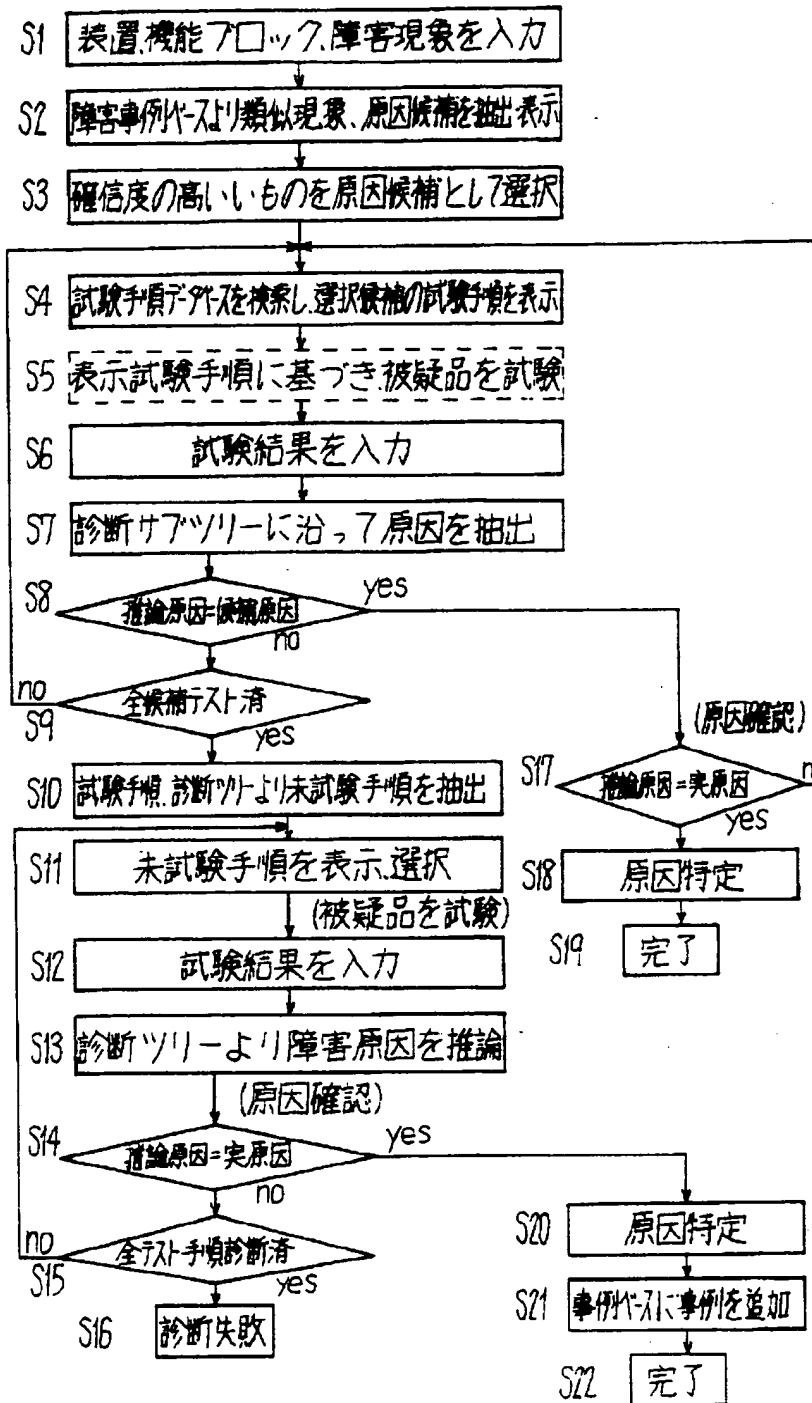 S1 装置、機能ブロック、障害現象を入力
S2 障害事例ベースより類似現象、原因候補を抽出表示
S3 確信度の高いいものを原因候補として選択
S4 試験手順データベースを検索し、選択候補の試験手順を表示
S5 表示試験手順に基づき、被疑品を試験
S6 試験結果を入力
S7 診断サブツリーに沿って原因を抽出
S8 推論原因=候補原因
yes
no
no
S9 全候補テスト済
yes
(原因確認)
S10 試験手順、診断ツリーより未試験手順を抽出
S17 推論原因=実原因
n
yes
S11 未試験手順を表示、選択
S18 原因特定
(被疑品を試験)
S12 試験結果を入力
S19 完了
S13 診断ツリーより障害原因を推論
(原因確認)
S14 推論原因=実原因
yes
no
no
S15 全テスト手順診断済
yes
S16 診断失敗
S20 原因特定
S21 事例ベースに事例を追加
S22 完了